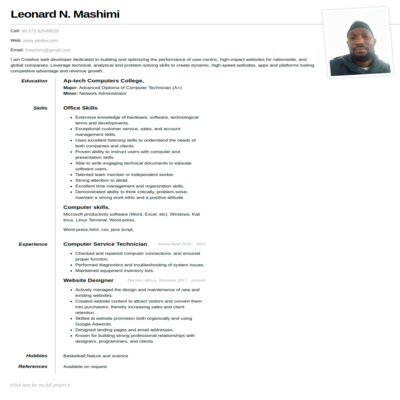 Leonard N. Mashimi
Cell:
Web:
Email:
I am Creative web developer dedicated to building and optimizing the performance of user-centric, high-impact websites for nationwide, and
global companies. Leverage technical, analytical and problem-solving skills to create dynamic, high-speed websites, apps and platforms fueling
competitive advantage and revenue growth.
Education
Ap-tech Computers College,
Major: Advanced Diploma of Computer Technician (A+)
Minor: Network Administrator
Skills
Office Skills
Extensive knowledge of hardware, software, technological
terms and developments.
Exceptional customer service, sales, and account
management skills.
Uses excellent listening skills to understand the needs of
both companies and clients.
Proven ability to instruct users with computer and
presentation skills.
Able to write engaging technical documents to educate
software users.
Talented team member or independent worker.
Strong attention to detail.
Excellent time management and organization skills.
Demonstrated ability to think critically, problem-solve,
maintain a strong work ethic and a positive attitude.
Computer skills.
Microsoft productivity software (Word, Excel, etc), Windows, Kali
linux, Linux Terminal, Word-press,
Word-press,html, css, java script,
Experience
Computer Service Technician
Checked and repaired computer connections, and ensured
proper function.
Performed diagnostics and troubleshooting of system issues.
Maintained equipment inventory lists.
Website Designer
Actively managed the design and maintenance of new and
existing websites.
Created website content to attract visitors and convert them
into purchasers; thereby increasing sales and client
retention.
Skilled at website promotion both organically and using
Google Adwords.
Designed landing pages and email addresses.
Known for building strong professional relationships with
designers, programmers, and clients.
Hobbies
Basketball,Nature and science
References
Available on request